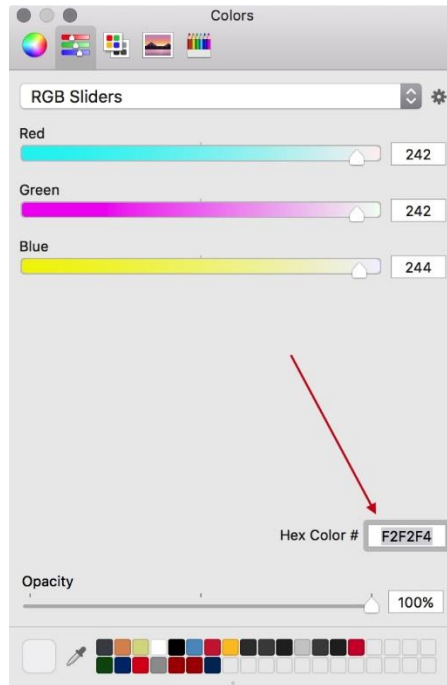 Colors
RGB Sliders
Red
242
Green
242
Blue
244
Hex Color # F2F2F4
Opacity
100%